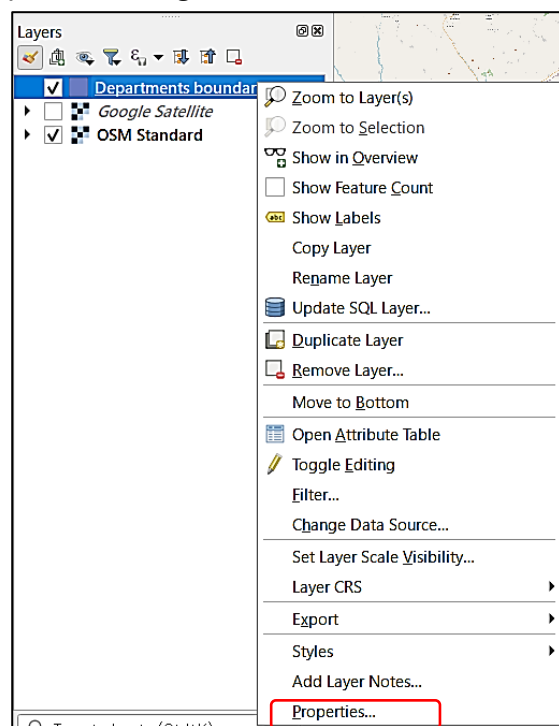 Layers
Departments boundar
Google Satellite
OSM Standard
Zoom to Layer(s)
Zoom to Selection
Show in Overview
Show Feature Count
abc Show Labels
Copy Layer
Rename Layer
Update SQL Layer...
Duplicate Layer
Remove Layer...
Move to Bottom
Open Attribute Table
Toggle Editing
Filter...
Change Data Source...
Set Layer Scale Visibility...
Layer CRS
Export
Styles
Add Layer Notes...
Properties...